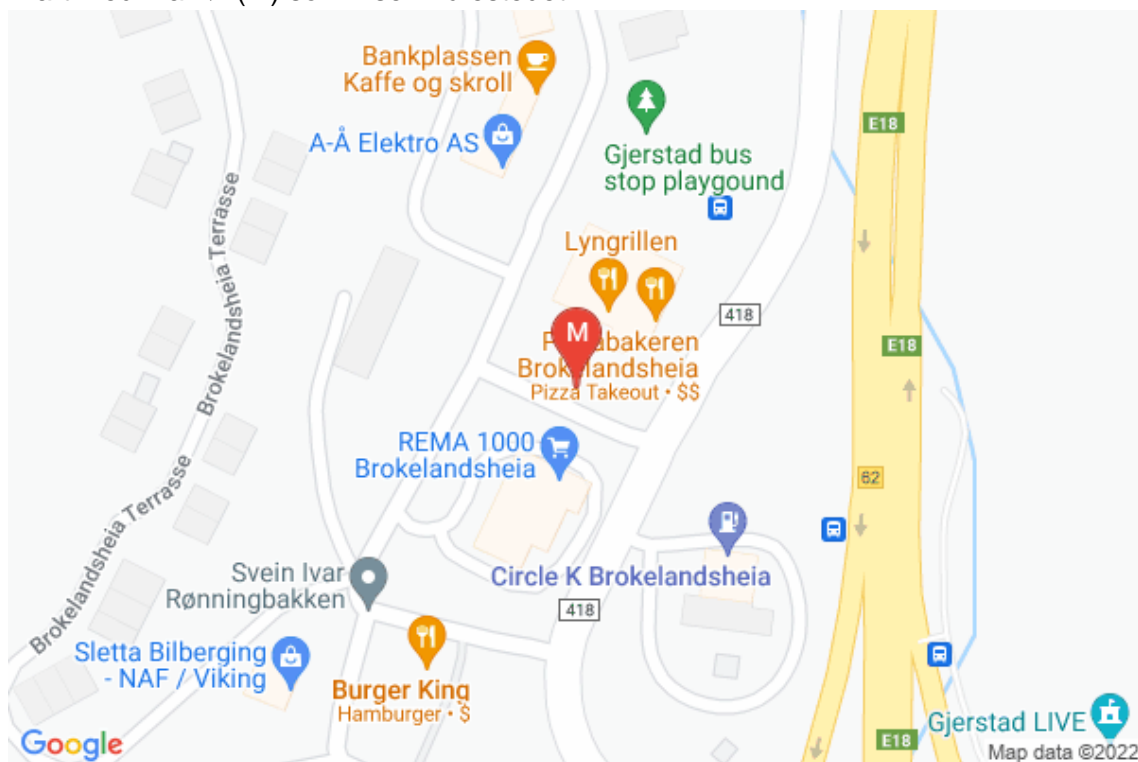 Bankplassen
Kaffe og skroll
A-Å Elektro AS
E18
Gjerstad bus
stop playgound
Brokelandsheia Terrasse
Lyngrillen
418
M
E18
Brokelandsheia
Pizza Takeout • $$
REMA 1000
Brokelandsheia
62
Brokelandsheia Terrasse
Circle K Brokelandsheia
Svein Ivar
Rønningbakken
418
Sletta Bilberging
- NAF / Viking
Burger King
Hamburger • $
Gjerstad LIVE
E18
Google
Map data ©2022